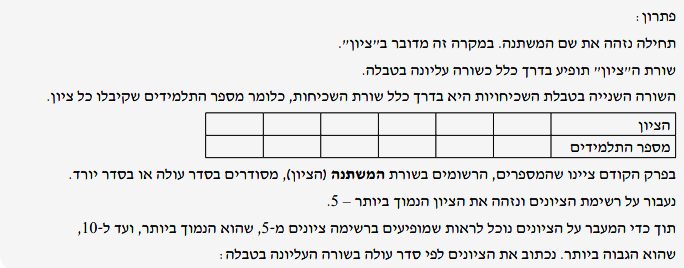 פתרון:
תחילה נזהה את שם המשתנה. במקרה זה מדובר ב"ציון".
שורת ה"ציון" תופיע בדרך כלל כשורה עליונה בטבלה.
השורה השנייה בטבלת השכיחויות היא בדרך כלל שורת השכיחות, כלומר מספר התלמידים שקיבלו כל ציון.
הציון
מספר התלמידים
בפרק הקודם ציינו שהמספרים, הרשומים בשורת המשתנה (הציון), מסודרים בסדר עולה או בסדר יורד.
נעבור על רשימת הציונים ונזהה את הציון הנמוך ביותר – 5.
תוך כדי המעבר על הציונים נוכל לראות שמופיעים ברשימה ציונים מ-5, שהוא הנמוך ביותר, ועד ל-10,
שהוא הגבוה ביותר. נכתוב את הציונים לפי סדר עולה בשורה העליונה בטבלה: